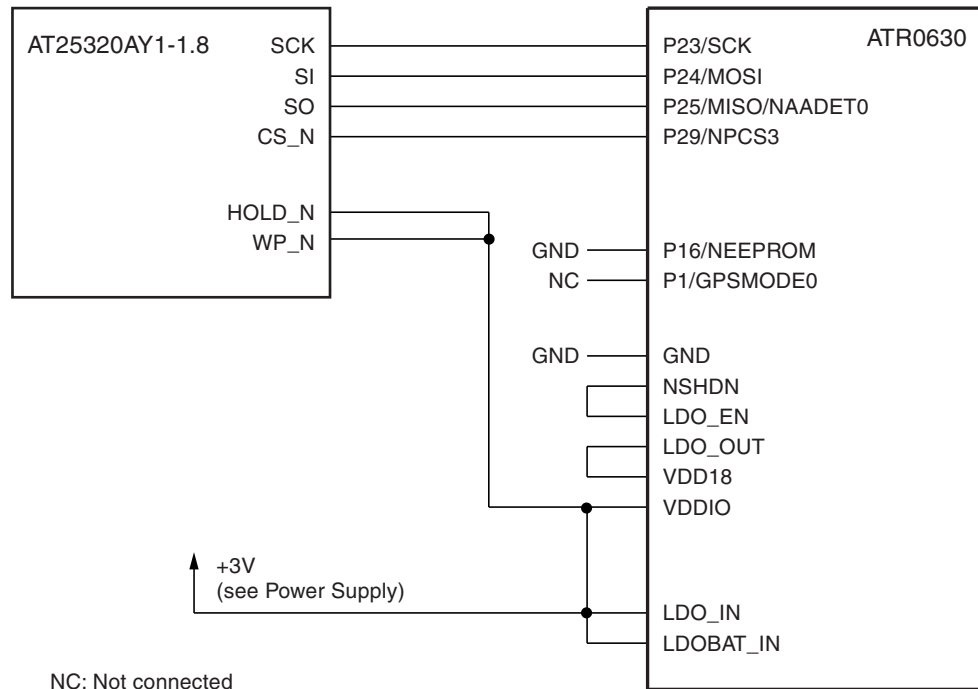 AT25320AY1-1.8
SCK
SI
SO
CS_N
HOLD_N
WP_N
ATR0630
P23/SCK
P24/MOSI
P25/MISO/NAADET0
P29/NPCS3
GND
P16/NEEPROM
NC
P1/GPSMODE0
GND
GND
NSHDN
LDO_EN
LDO_OUT
VDD18
VDDIO
+3V
(see Power Supply)
LDO_IN
LDOBAT_IN
NC: Not connected